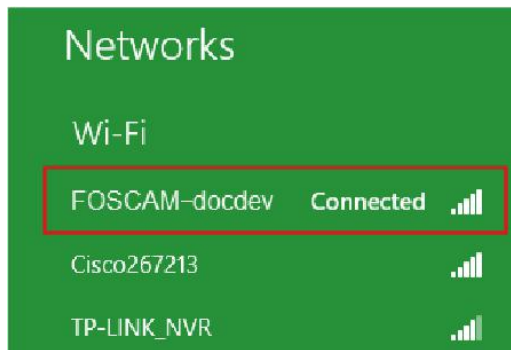 Networks
Wi-Fi
FOSCAM-docdev Connected
Cisco267213
TP-LINK_NVR